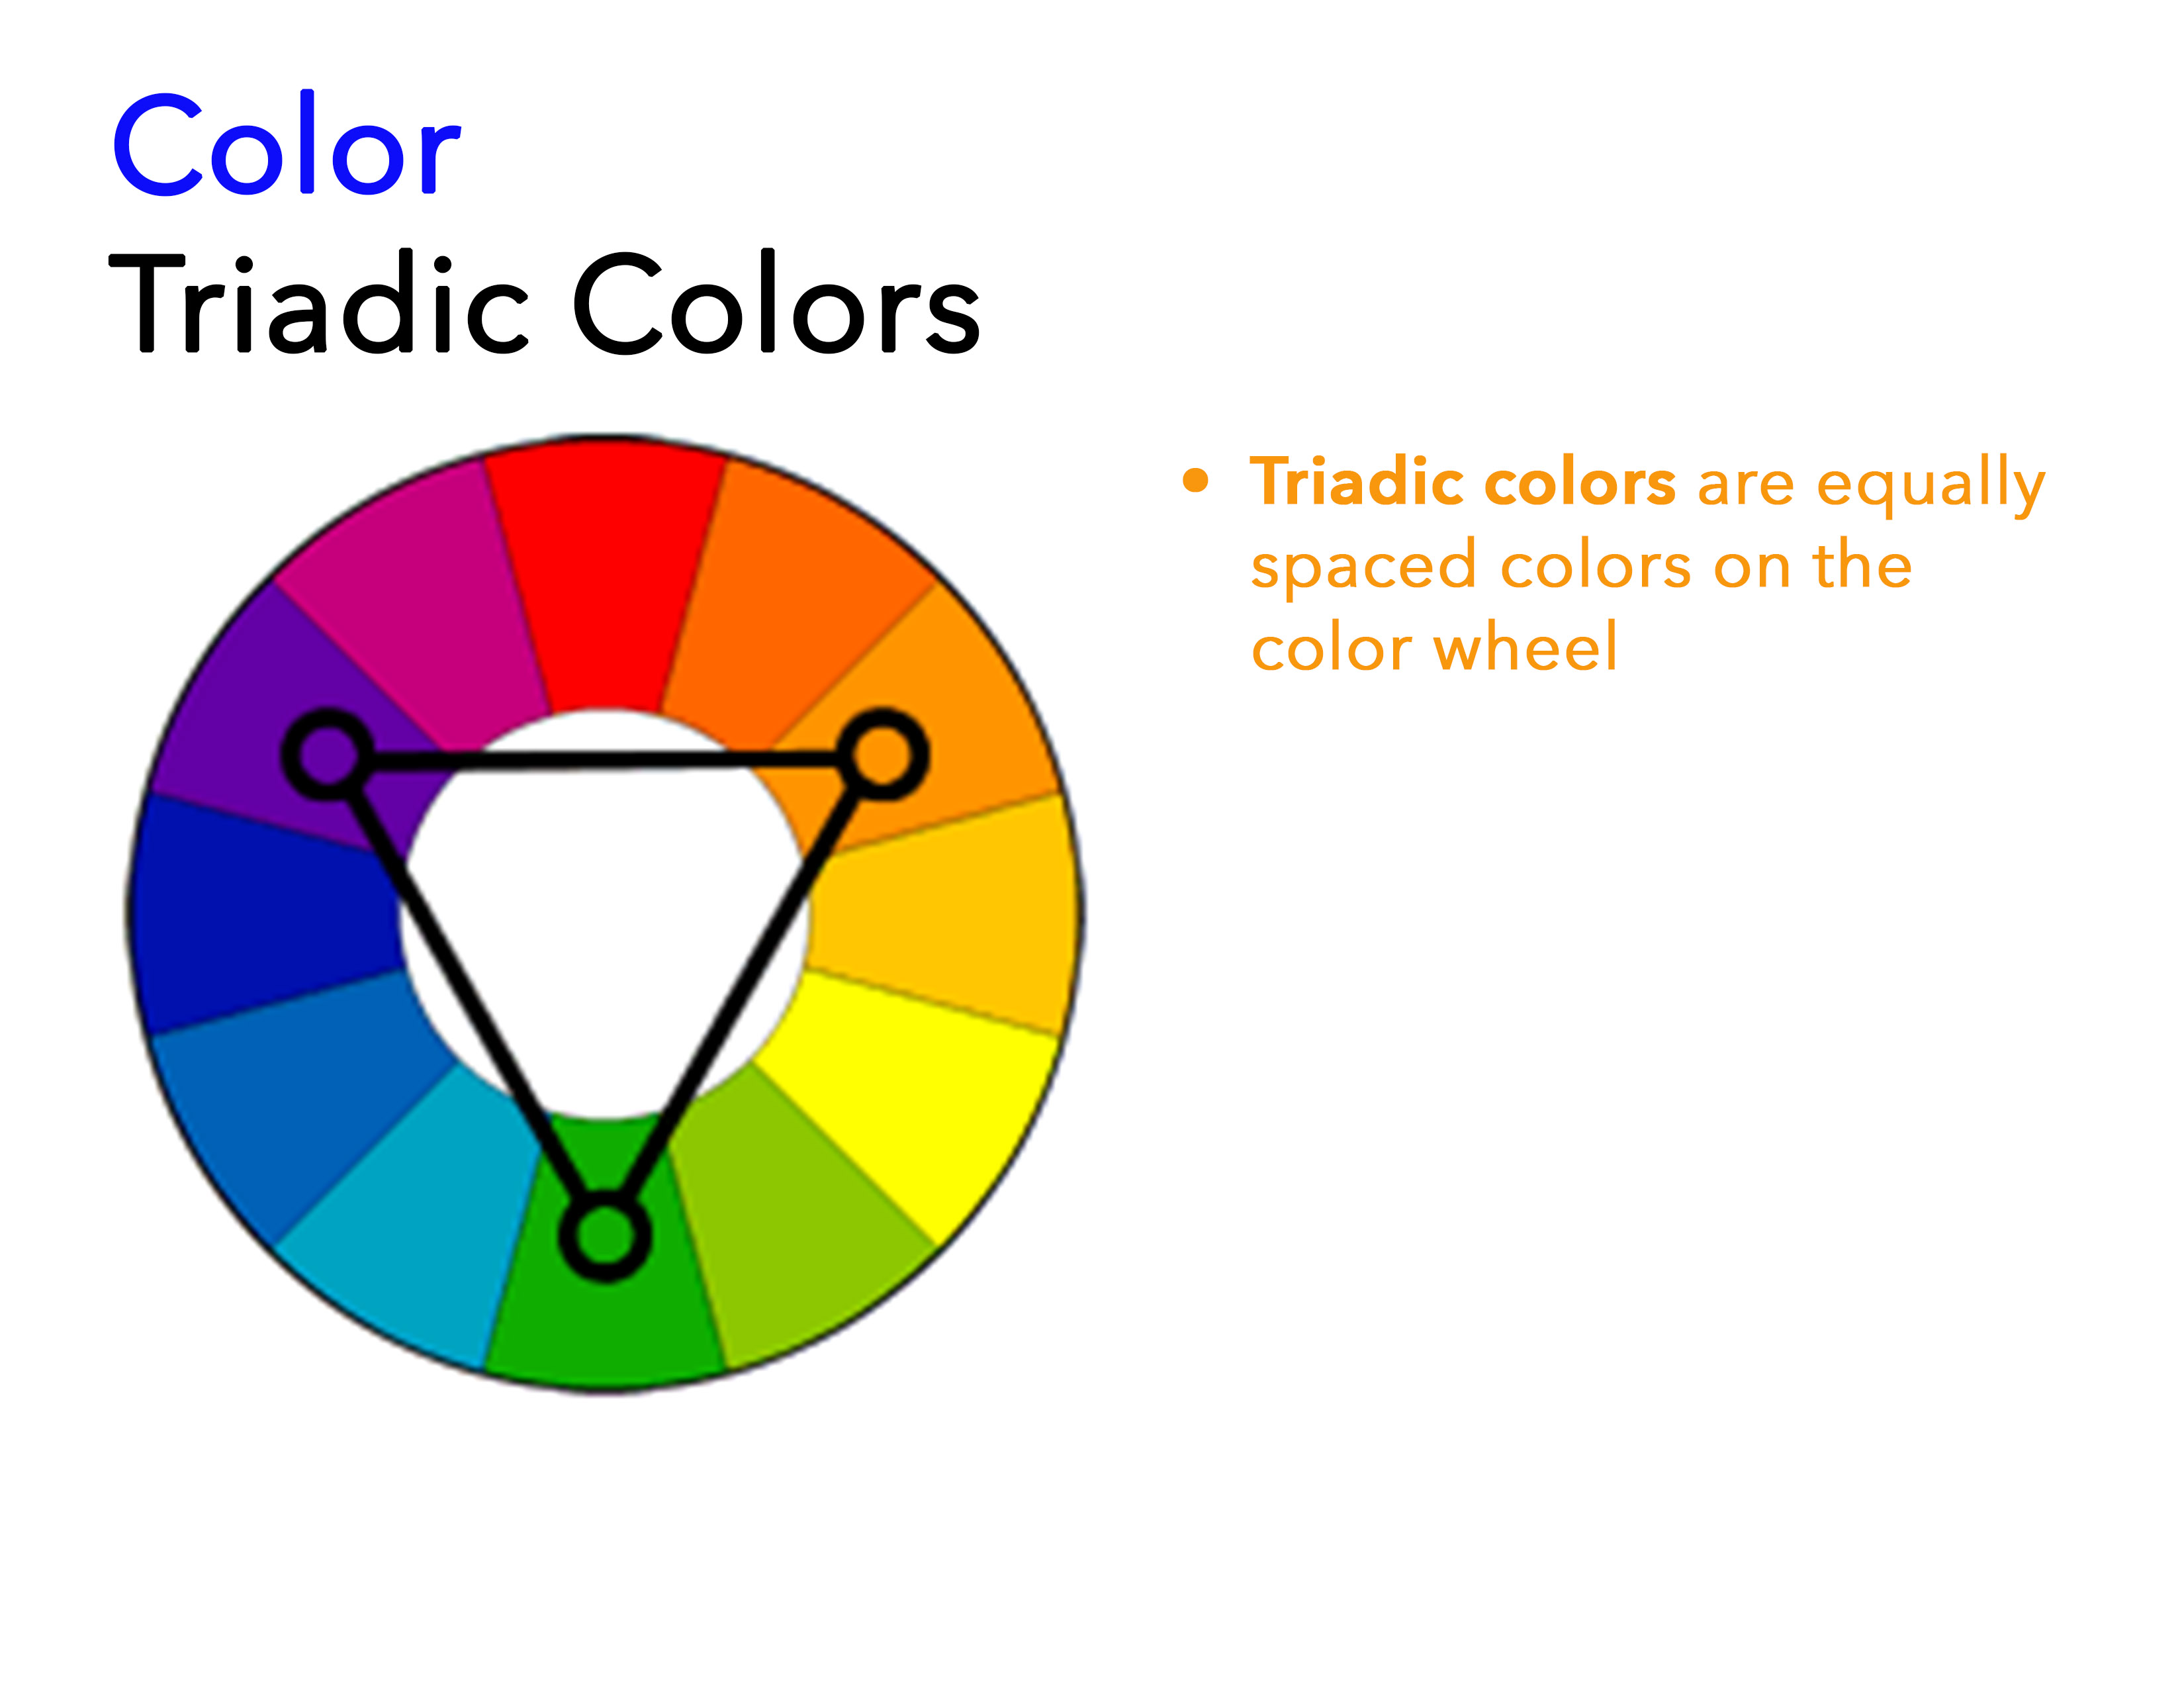 Color
Triadic Colors
• Triadic colors are equally
spaced colors on the
color wheel